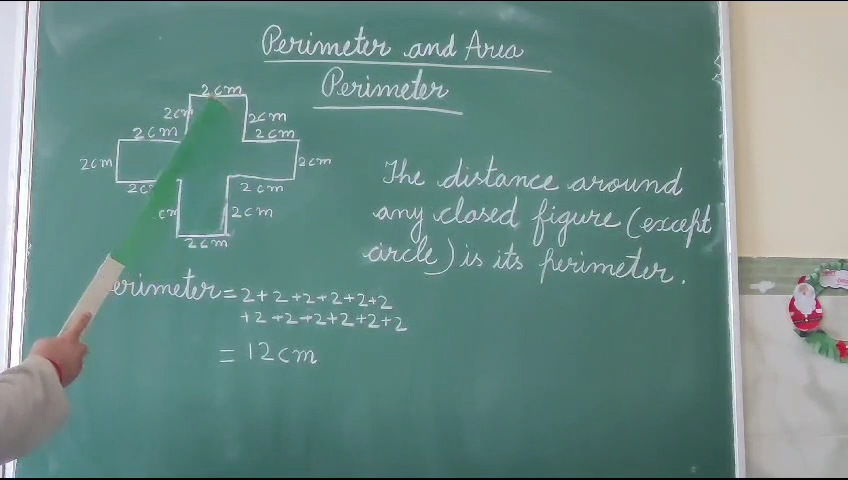 Perimeter and Area
Perimeter
2cm
2cm
2cm
2cm
2cm
2cm
2cm
2cm
2cm
cm
2cm
2cm
The distance around
any closed figure (except
circle) is its perimeter.
erimeter = 2+2+2+2+2+2
+2+2+2+2+2+2
= 12cm